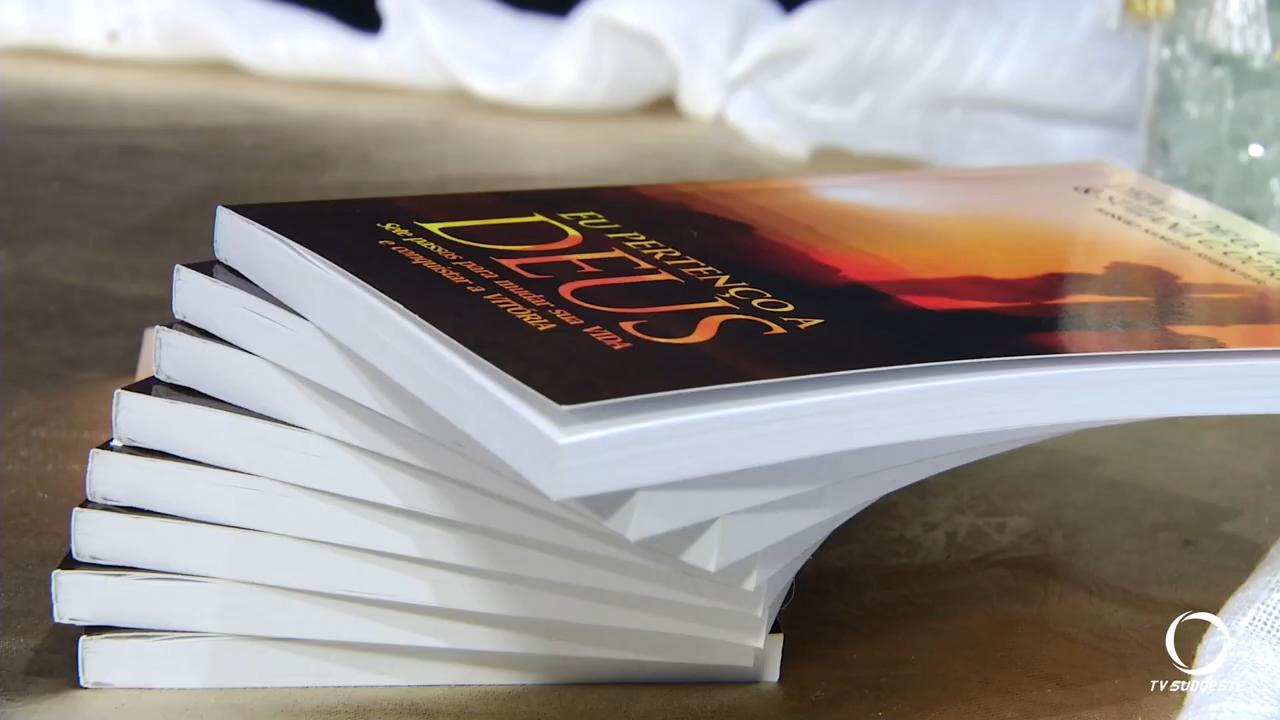 EU PERTENÇO A
DEUS
Sete passos para mudar sua VIDA
e conquistar a VITÓRIA
TV SUDOESTE